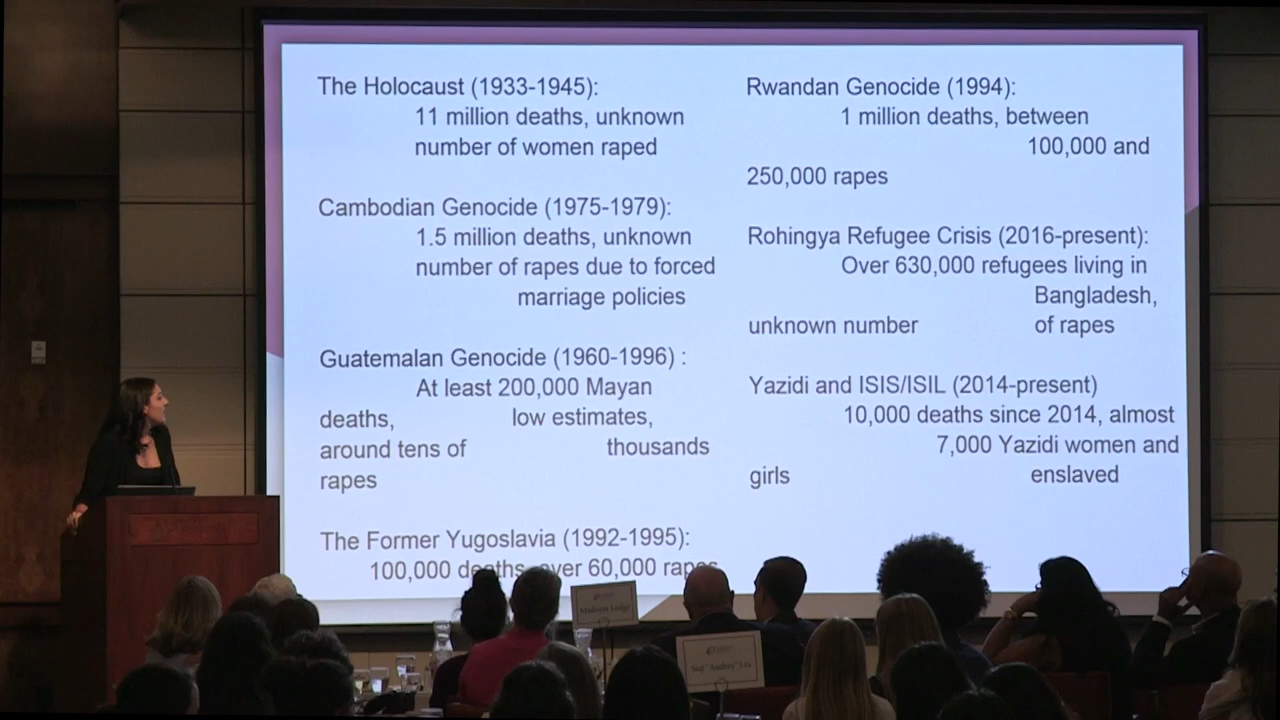 The Holocaust (1933-1945):
11 million deaths, unknown
number of women raped
Cambodian Genocide (1975-1979):
1.5 million deaths, unknown
number of rapes due to forced
marriage policies
Guatemalan Genocide (1960-1996) :
At least 200,000 Mayan
deaths, low estimates,
around tens of thousands
rapes
The Former Yugoslavia (1992-1995):
100,000 deaths, over 60,000 rapes
Rwandan Genocide (1994):
1 million deaths, between
100,000 and
250,000 rapes
Rohingya Refugee Crisis (2016-present):
Over 630,000 refugees living in
Bangladesh,
unknown number of rapes
Yazidi and ISIS/ISIL (2014-present)
10,000 deaths since 2014, almost
7,000 Yazidi women and
girls enslaved
Madison Lodge